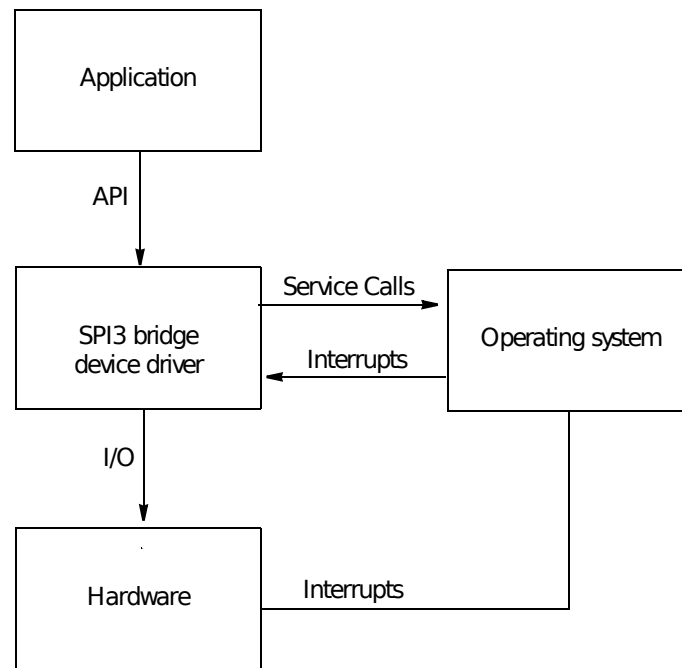 Application
API
Service Calls
SPI3 bridge
device driver
Operating system
Interrupts
I/O
Hardware
Interrupts